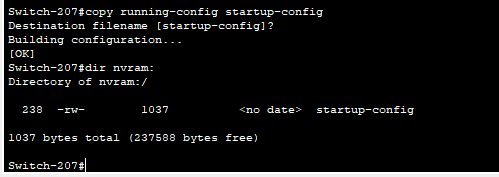 Switch-207#copy running-config startup-config
Destination filename [startup-config]?
Building configuration...
[OK]
Switch-207#dir nvram:
Directory of nvram:/
238 -rw- 1037 <no date> startup-config
1037 bytes total (237588 bytes free)
Switch-207#